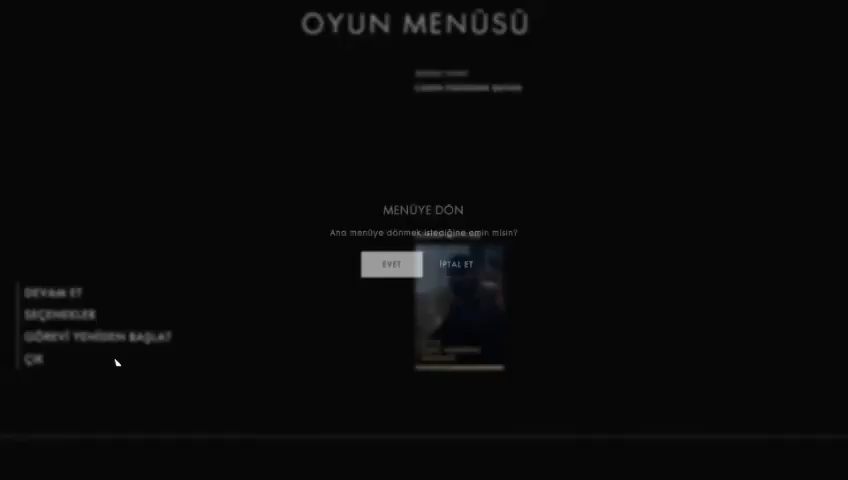 OYUN MENÜSÜ
MENÜYE DÖN
Ana menüye dönmek istediğine emin misin?
EVET
İPTAL ET
DEVAM ET
SEÇENEKLER
GÖREVİ YENİDEN BAŞLAT
ÇIK